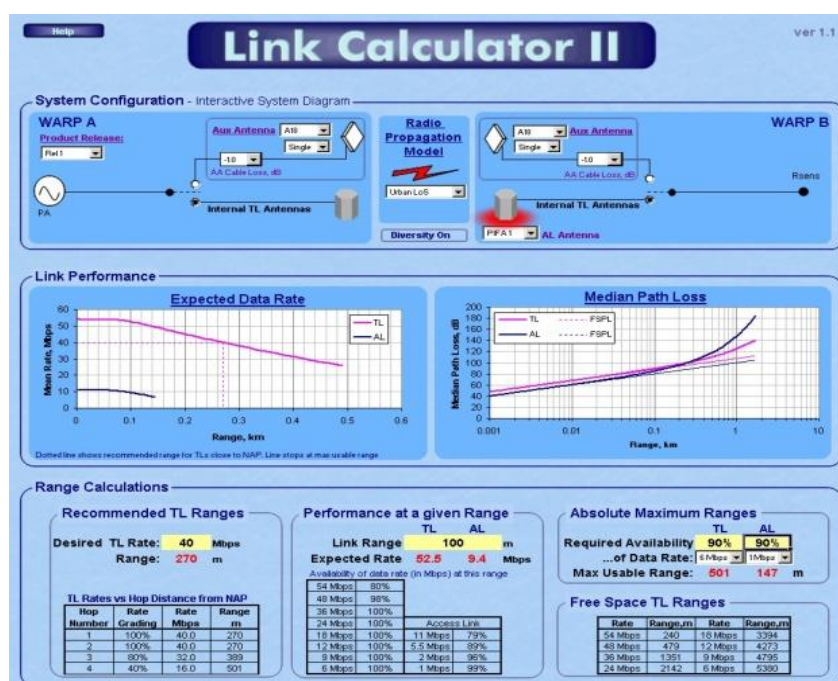 Help
Link Calculator II
ver 1.1
System Configuration - Interactive System Diagram
WARP A
Product Release:
Rel 1
Aux Antenna A18
Single
-1.0
AA Cable Loss, dB
PA
Internal TL Antennas
Radio
Propagation
Model
Urban LoS
Diversity On
WARP B
A18 Aux Antenna
Single
-1.0
AA Cable Loss, dB
Rsens
Internal TL Antennas
PIFA1 AL Antenna
Link Performance
Expected Data Rate
Mean Rate, Mbps
60
50
40
30
20
10
0
TL
AL
0 0.1 0.2 0.3 0.4 0.5 0.6
Range, km
Dotted line shows recommended range for TLs close to NAP. Line stops at max usable range
Median Path Loss
Median Path Loss, dB
200
180
160
140
120
100
80
60
40
20
0
TL FSPL
AL FSPL
0.001 0.01 0.1 1 10
Range, km
Range Calculations
Recommended TL Ranges
Desired TL Rate: 40 Mbps
Range: 270 m
TL Rates vs Hop Distance from NAP
Hop Number Rate Grading Rate Mbps Range m
1 100% 40.0 270
2 100% 40.0 270
3 80% 32.0 389
4 40% 16.0 501
Performance at a given Range
TL AL
Link Range 100 m
Expected Rate 52.5 9.4 Mbps
Availability of data rate (in Mbps) at this range
54 Mbps 80%
48 Mbps 98%
36 Mbps 100%
24 Mbps 100% Access Link
18 Mbps 100% 11 Mbps 79%
12 Mbps 100% 5.5 Mbps 89%
9 Mbps 100% 2 Mbps 96%
6 Mbps 100% 1 Mbps 99%
Absolute Maximum Ranges
TL AL
Required Availability 90% 90%
...of Data Rate: 6 Mbps 1 Mbps
Max Usable Range: 501 147 m
Free Space TL Ranges
Rate Range,m Rate Range,m
54 Mbps 240 18 Mbps 3394
48 Mbps 479 12 Mbps 4273
36 Mbps 1351 9 Mbps 4795
24 Mbps 2142 6 Mbps 5380